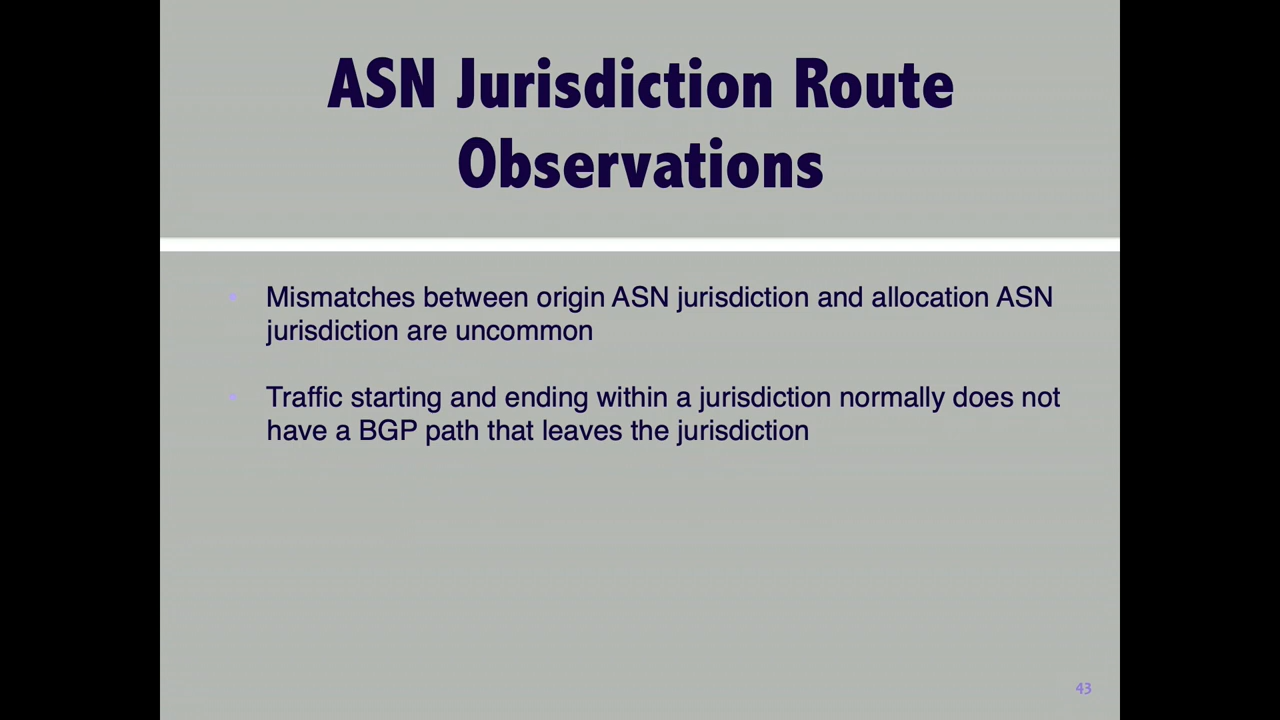 ASN Jurisdiction Route
Observations
• Mismatches between origin ASN jurisdiction and allocation ASN
jurisdiction are uncommon
• Traffic starting and ending within a jurisdiction normally does not
have a BGP path that leaves the jurisdiction
43